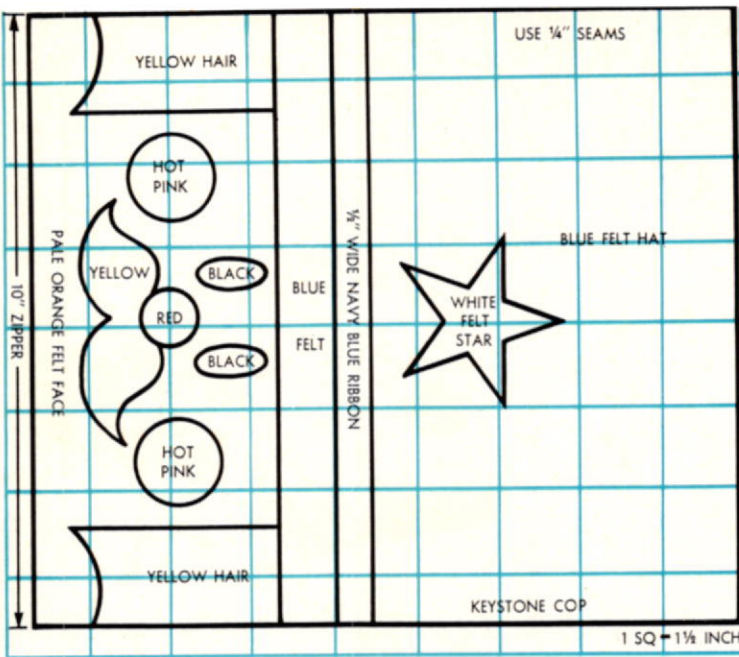 USE ¼" SEAMS
YELLOW HAIR
HOT
PINK
PALE ORANGE FELT FACE
10" ZIPPER
YELLOW
BLACK
RED
BLACK
BLUE
FELT
½" WIDE NAVY BLUE RIBBON
BLUE FELT HAT
WHITE
FELT
STAR
HOT
PINK
YELLOW HAIR
KEYSTONE COP
1 SQ = 1½ INCH